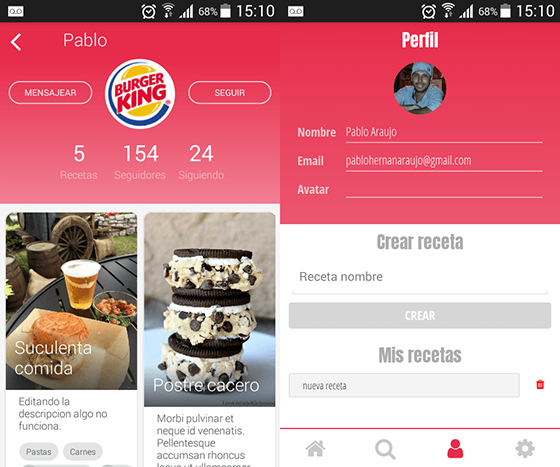 68% 15:10
Pablo
MENSAJEAR
BURGER
KING
SEGUIR
5 154 24
Recetas Seguidores Siguiendo
Suculenta
comida
Editando la
descripcion algo no
funciona.
Pastas Carnes
Postre cacero
Morbi pulvinar et
neque id venenatis.
Pellentesque
accumsan rhoncus
68% 15:10
Perfil
Nombre Pablo Araujo
Email pablohernanaraujo@gmail.com
Avatar
Crear receta
Receta nombre
CREAR
Mis recetas
nueva receta